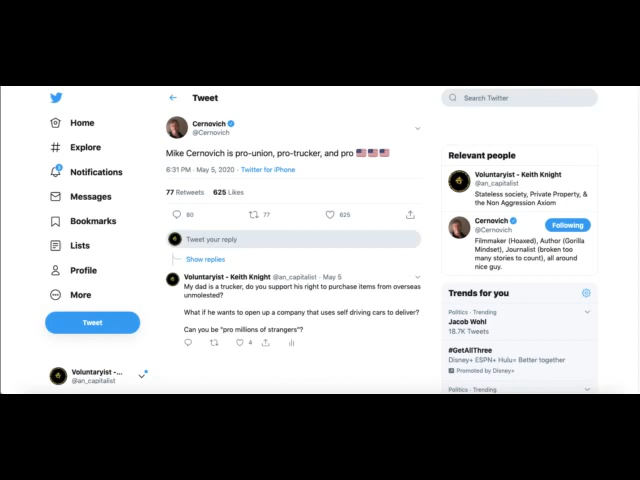 Home
Explore
Notifications
Messages
Bookmarks
Lists
Profile
More
Tweet
Voluntaryist -...
@an_capitalist
Tweet
Cernovich
@Cernovich
Mike Cernovich is pro-union, pro-trucker, and pro 🇺🇸🇺🇸🇺🇸
6:31 PM · May 5, 2020 · Twitter for iPhone
77 Retweets 625 Likes
80 77 625
Tweet your reply
Show replies
Voluntaryist - Keith Knight @an_capitalist · May 5
My dad is a trucker, do you support his right to purchase items from overseas
unmolested?
What if he wants to open up a company that uses self driving cars to deliver?
Can you be "pro millions of strangers"?
4
Search Twitter
Relevant people
Voluntaryist - Keith Knight
@an_capitalist
Stateless society, Private Property, &
the Non Aggression Axiom
Cernovich
@Cernovich
Following
Filmmaker (Hoaxed), Author (Gorilla
Mindset), Journalist (broken too
many stories to count), all around
nice guy.
Trends for you
Politics · Trending
Jacob Wohl
18.7K Tweets
#GetAllThree
Disney+ ESPN+ Hulu= Better together
Promoted by Disney+
Politics · Trending